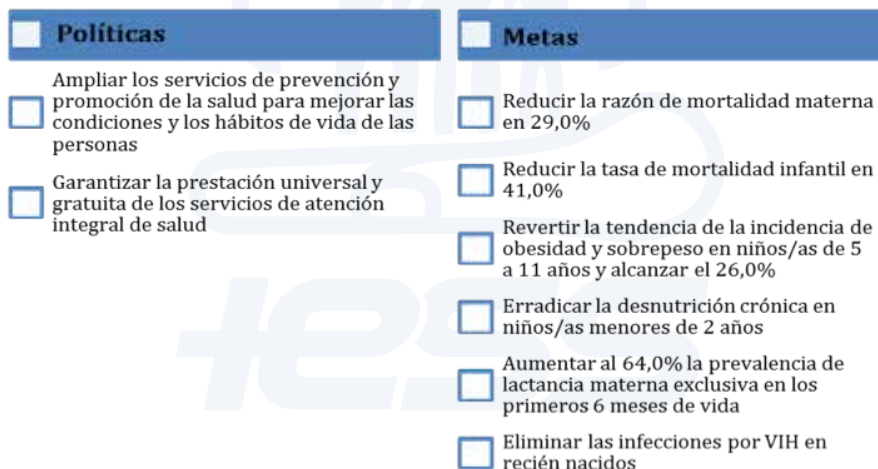 Políticas
Ampliar los servicios de prevención y
promoción de la salud para mejorar las
condiciones y los hábitos de vida de las
personas
Garantizar la prestación universal y
gratuita de los servicios de atención
integral de salud
Metas
Reducir la razón de mortalidad materna
en 29,0%
Reducir la tasa de mortalidad infantil en
41,0%
Revertir la tendencia de la incidencia de
obesidad y sobrepeso en niños/as de 5
a 11 años y alcanzar el 26,0%
Erradicar la desnutrición crónica en
niños/as menores de 2 años
Aumentar al 64,0% la prevalencia de
lactancia materna exclusiva en los
primeros 6 meses de vida
Eliminar las infecciones por VIH en
recién nacidos
iess